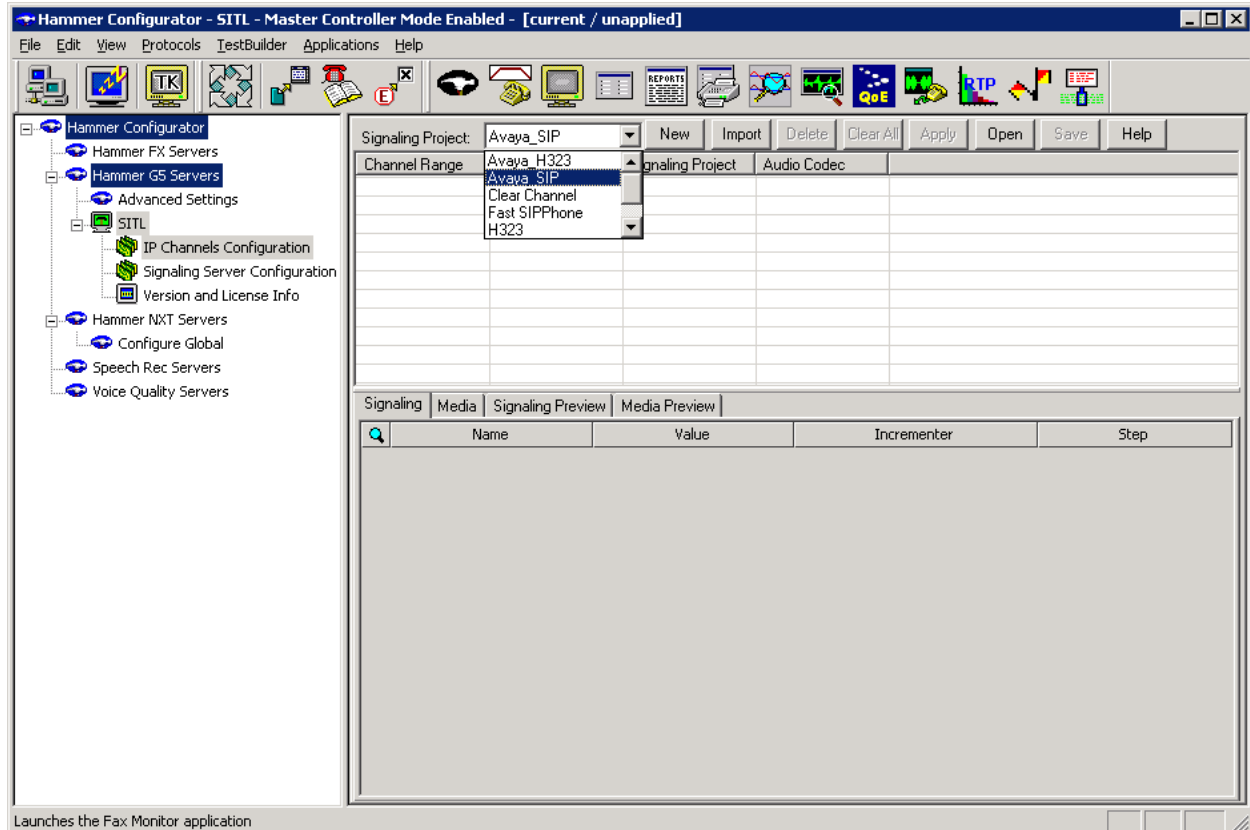 Hammer Configurator - SITL - Master Controller Mode Enabled - [current / unapplied]
File Edit View Protocols TestBuilder Applications Help
TK
E
REPORTS
QoE
RTP
Hammer Configurator
Hammer FX Servers
Hammer G5 Servers
Advanced Settings
SITL
IP Channels Configuration
Signaling Server Configuration
Version and License Info
Hammer NXT Servers
Configure Global
Speech Rec Servers
Voice Quality Servers
Signaling Project: Avaya_SIP New Import Delete Clear All Apply Open Save Help
Channel Range gnaling Project Audio Codec
Avaya_H323
Avaya_SIP
Clear Channel
Fast SIPPhone
H323
Signaling Media Signaling Preview Media Preview
Name Value Incrementer Step
Launches the Fax Monitor application